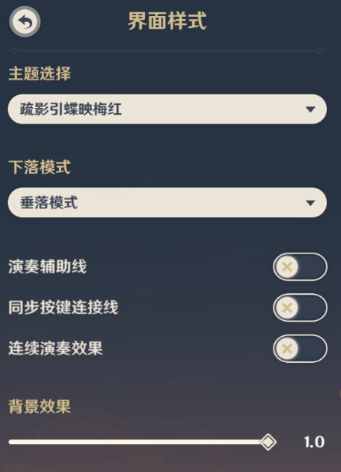 界面样式
主题选择
疏影引蝶映梅红
下落模式
垂落模式
演奏辅助线
同步按键连接线
连续演奏效果
背景效果
1.0